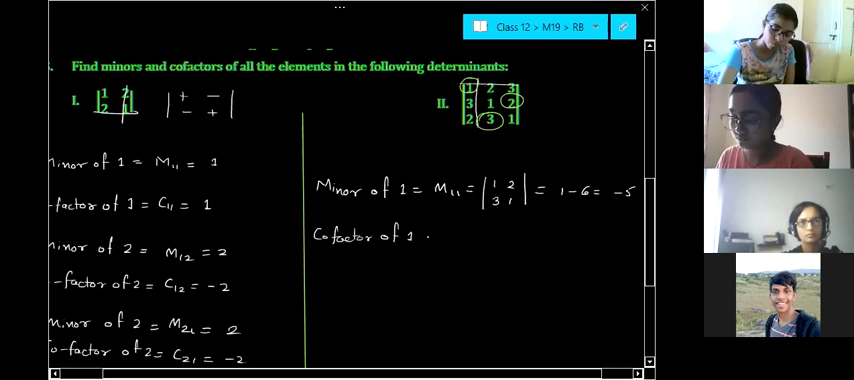 Class 12 > M19 > RB
Find minors and cofactors of all the elements in the following determinants:
I. |1 2|
|2 1|
|+ −|
|− +|
II. |1 2 3|
|3 1 2|
|2 3 1|
inor of 1 = M₁₁ = 1
-factor of 1 = C₁₁ = 1
inor of 2 = M₁₂ = 2
-factor of 2 = C₁₂ = -2
minor of 2 = M₂₁ = 2
o-factor of 2 = C₂₁ = -2
Minor of 1 = M₁₁ = |1 2| = 1 - 6 = -5
|3 1|
Cofactor of 1